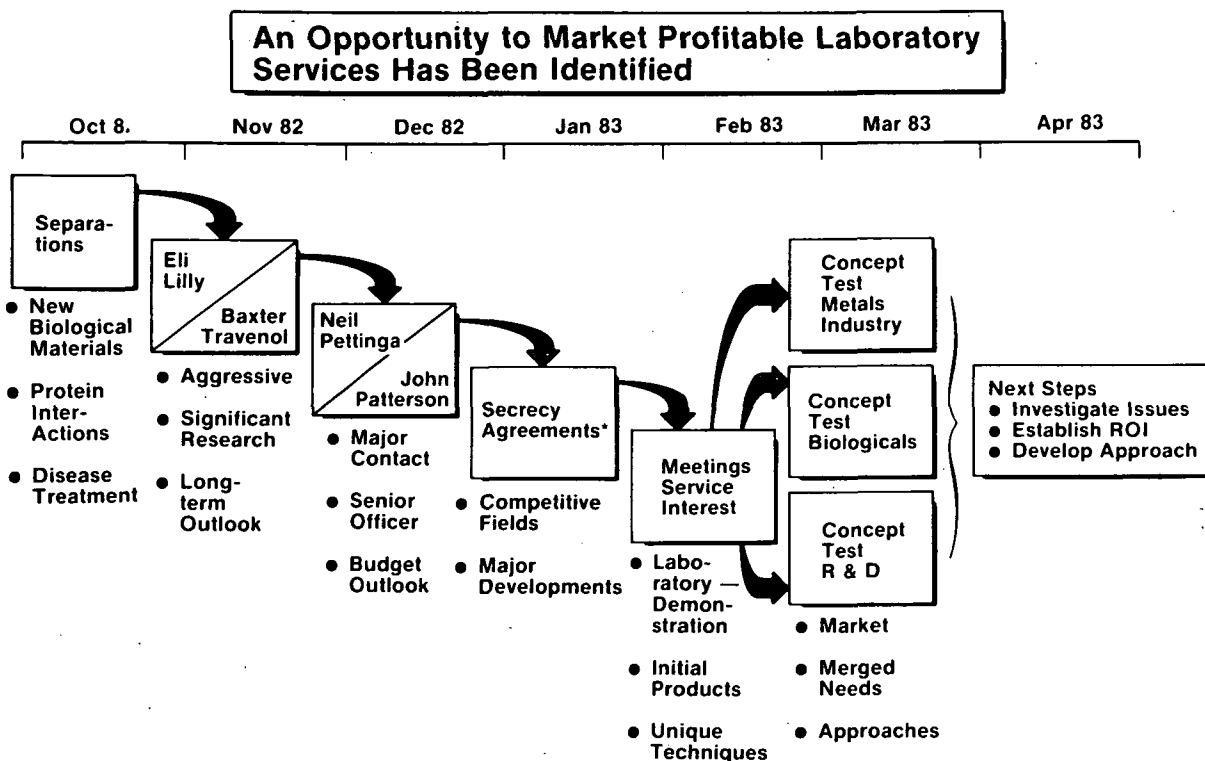 An Opportunity to Market Profitable Laboratory
Services Has Been Identified
Oct 8.
Nov 82
Dec 82
Jan 83
Feb 83
Mar 83
Apr 83
Separa-
tions
● New
Biological
Materials
● Protein
Inter-
Actions
● Disease
Treatment
Eli
Lilly
Baxter
Travenol
● Aggressive
● Significant
Research
● Long-
term
Outlook
Neil
Pettinga
John
Patterson
● Major
Contact
● Senior
Officer
● Budget
Outlook
Secrecy
Agreements*
● Competitive
Fields
● Major
Developments
Meetings
Service
Interest
● Labo-
ratory —
Demon-
stration
● Initial
Products
● Unique
Techniques
Concept
Test
Metals
Industry
Concept
Test
Biologicals
Concept
Test
R & D
● Market
● Merged
Needs
● Approaches
Next Steps
● Investigate Issues
● Establish ROI
● Develop Approach